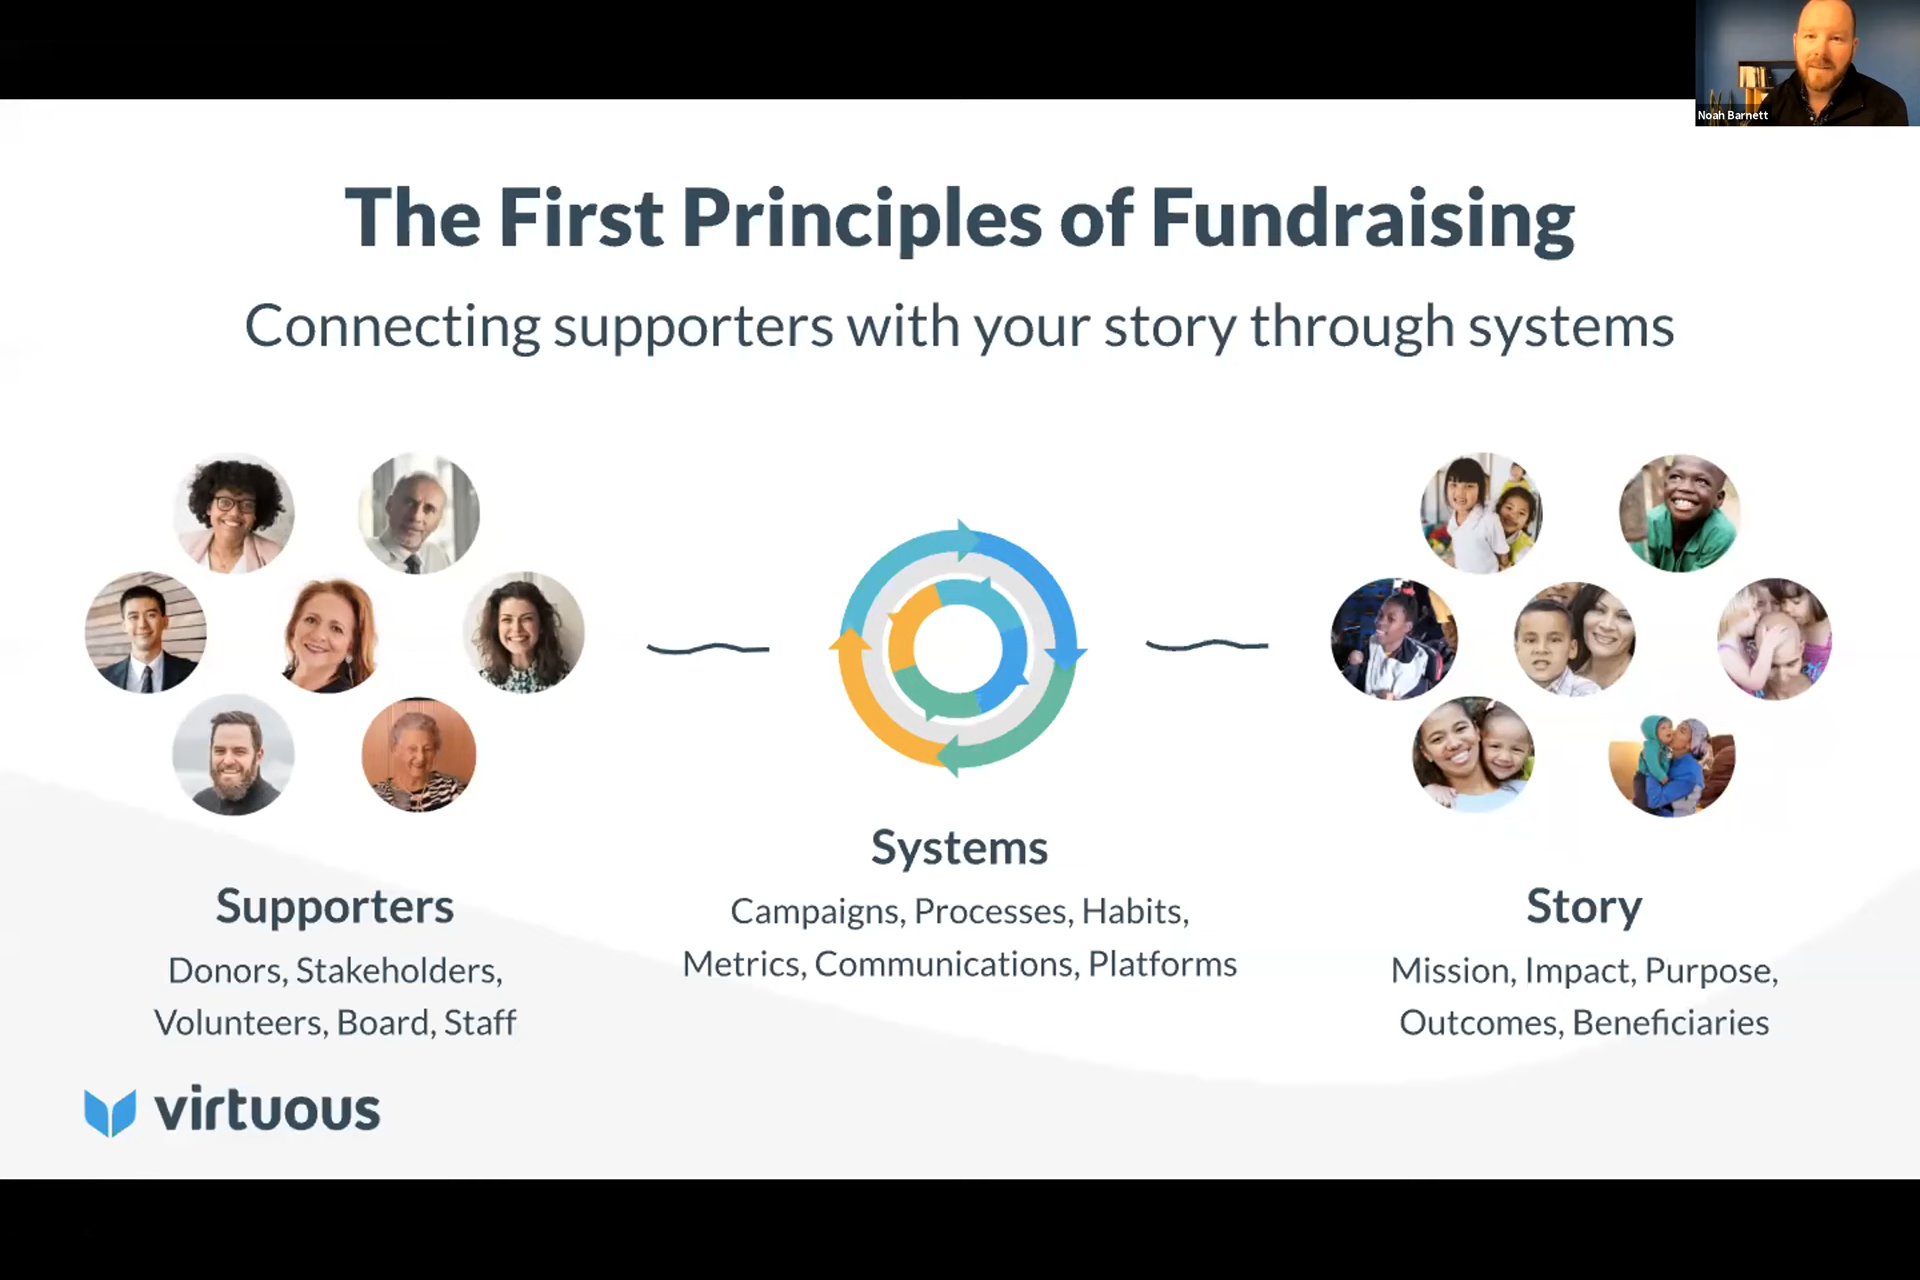 Noah Barnett
The First Principles of Fundraising
Connecting supporters with your story through systems
Supporters
Donors, Stakeholders,
Volunteers, Board, Staff
Systems
Campaigns, Processes, Habits,
Metrics, Communications, Platforms
Story
Mission, Impact, Purpose,
Outcomes, Beneficiaries
virtuous